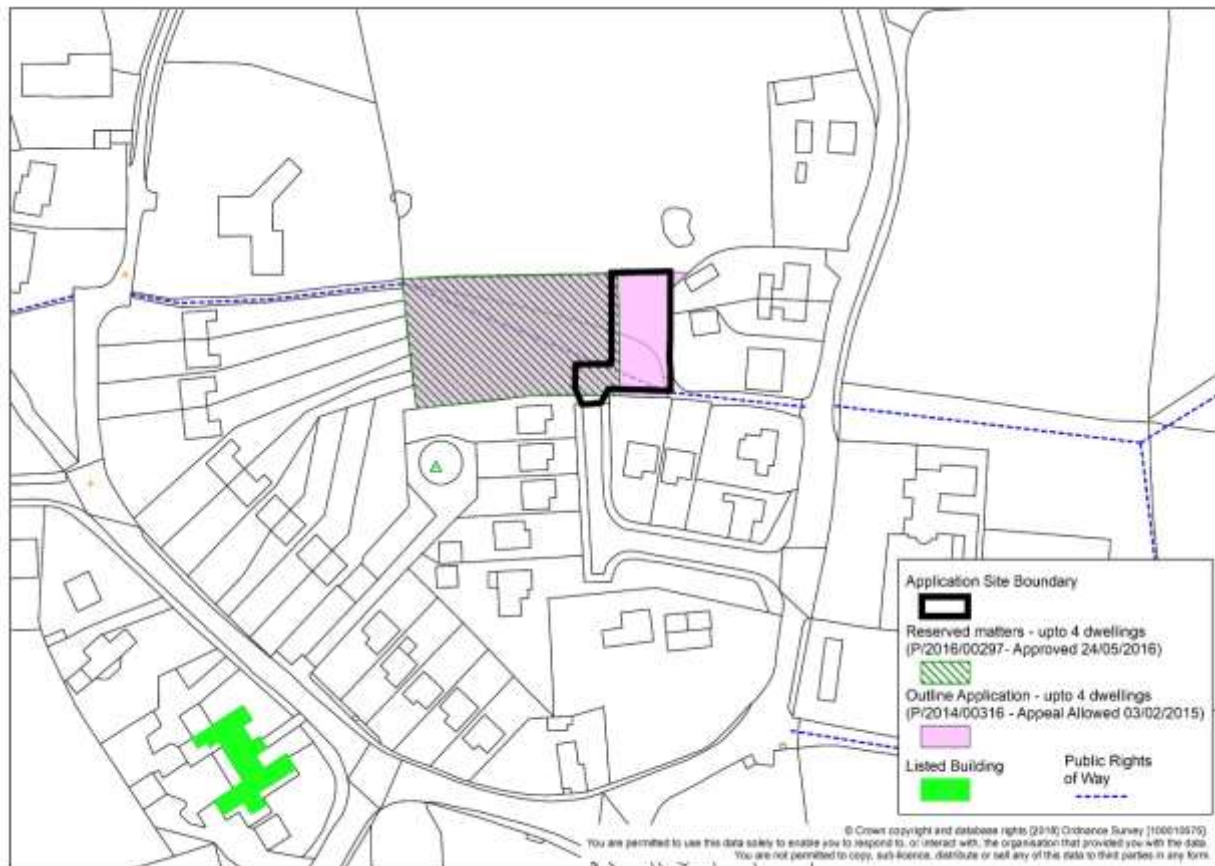 Application Site Boundary
Reserved matters - upto 4 dwellings
(P/2016/00297- Approved 24/05/2016)
Outline Application - upto 4 dwellings
(P/2014/00316 - Appeal Allowed 03/02/2015)
Listed Building
Public Rights
of Way
© Crown copyright and database rights [2016] Ordnance Survey [100010575]
You are permitted to use this data solely to enable you to respond to, or interact with, the organisation that provided you with the data.
You are not permitted to copy, sub-licence, distribute or sell any of this data to third parties in any form